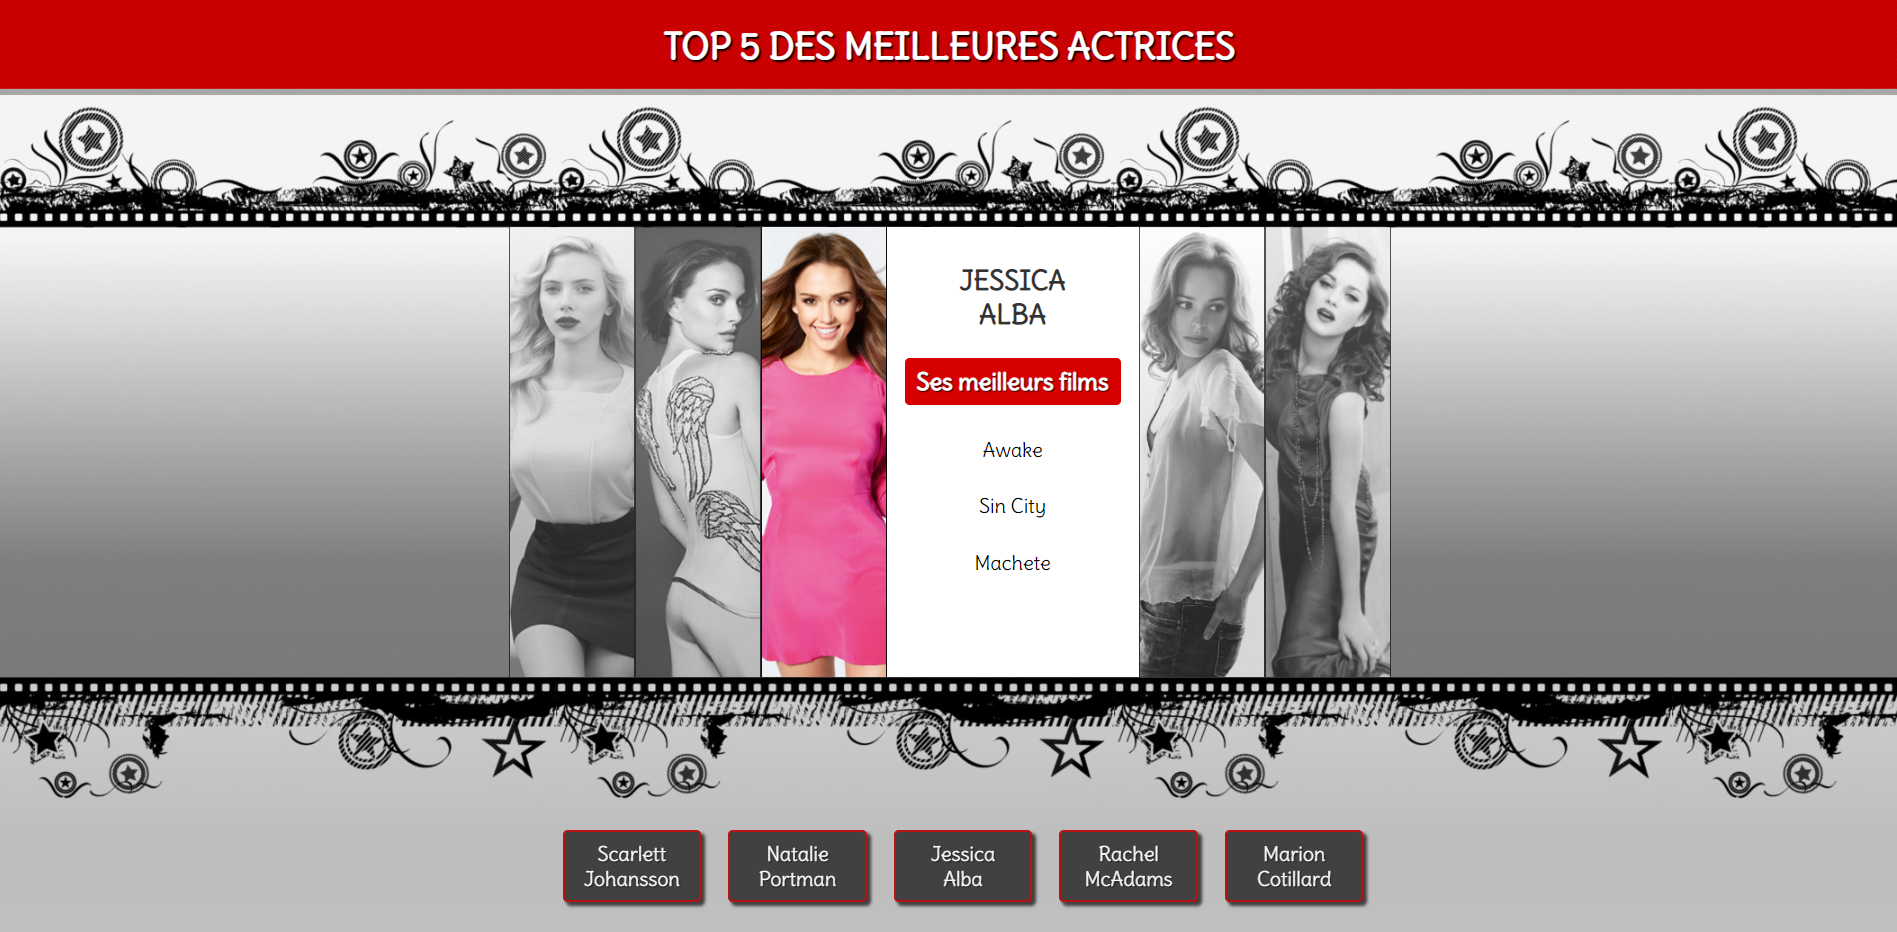 TOP 5 DES MEILLEURES ACTRICES
JESSICA
ALBA
Ses meilleurs films
Awake
Sin City
Machete
Scarlett
Johansson
Natalie
Portman
Jessica
Alba
Rachel
McAdams
Marion
Cotillard